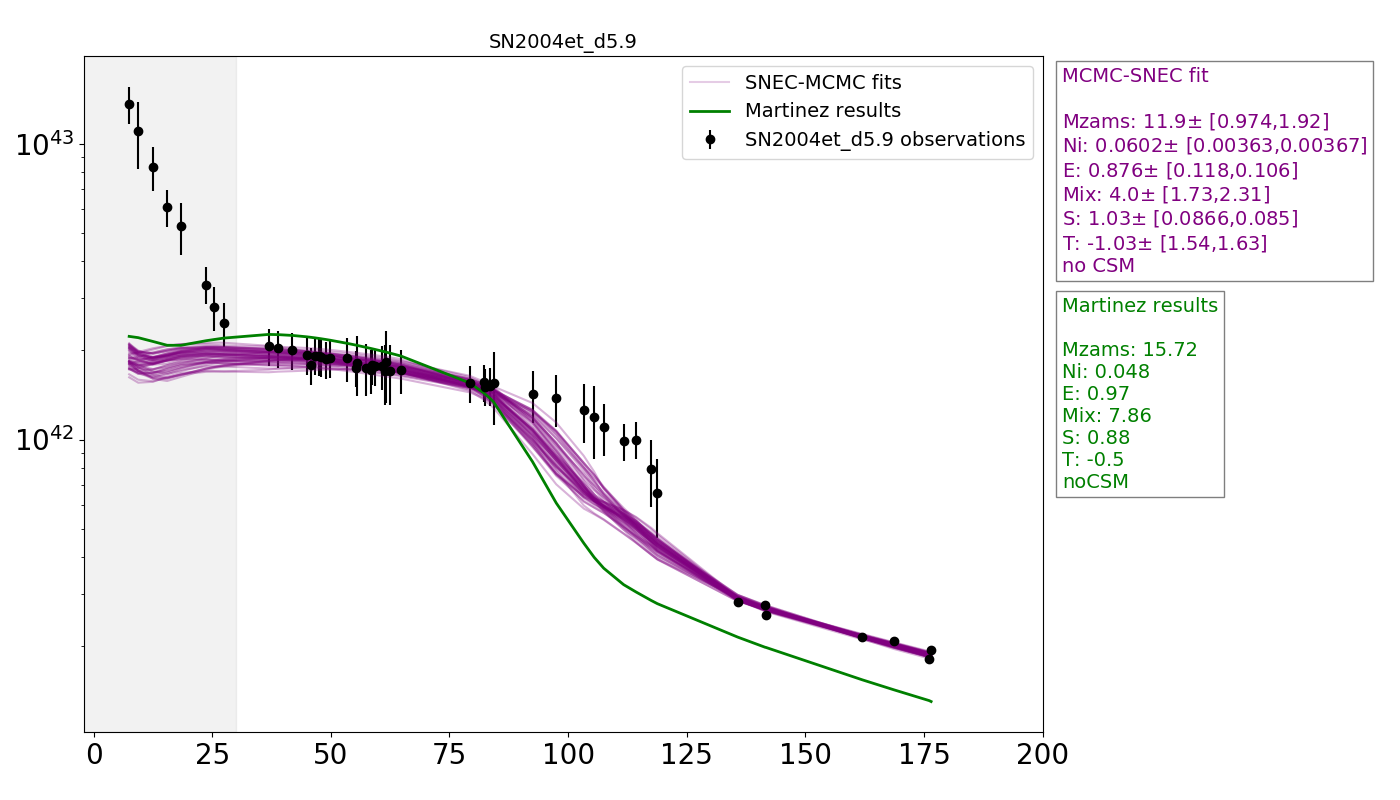 SN2004et_d5.9
SNEC-MCMC fits
Martinez results
SN2004et_d5.9 observations
10^43
10^42
0 25 50 75 100 125 150 175 200
MCMC-SNEC fit
Mzams: 11.9± [0.974,1.92]
Ni: 0.0602± [0.00363,0.00367]
E: 0.876± [0.118,0.106]
Mix: 4.0± [1.73,2.31]
S: 1.03± [0.0866,0.085]
T: -1.03± [1.54,1.63]
no CSM
Martinez results
Mzams: 15.72
Ni: 0.048
E: 0.97
Mix: 7.86
S: 0.88
T: -0.5
noCSM